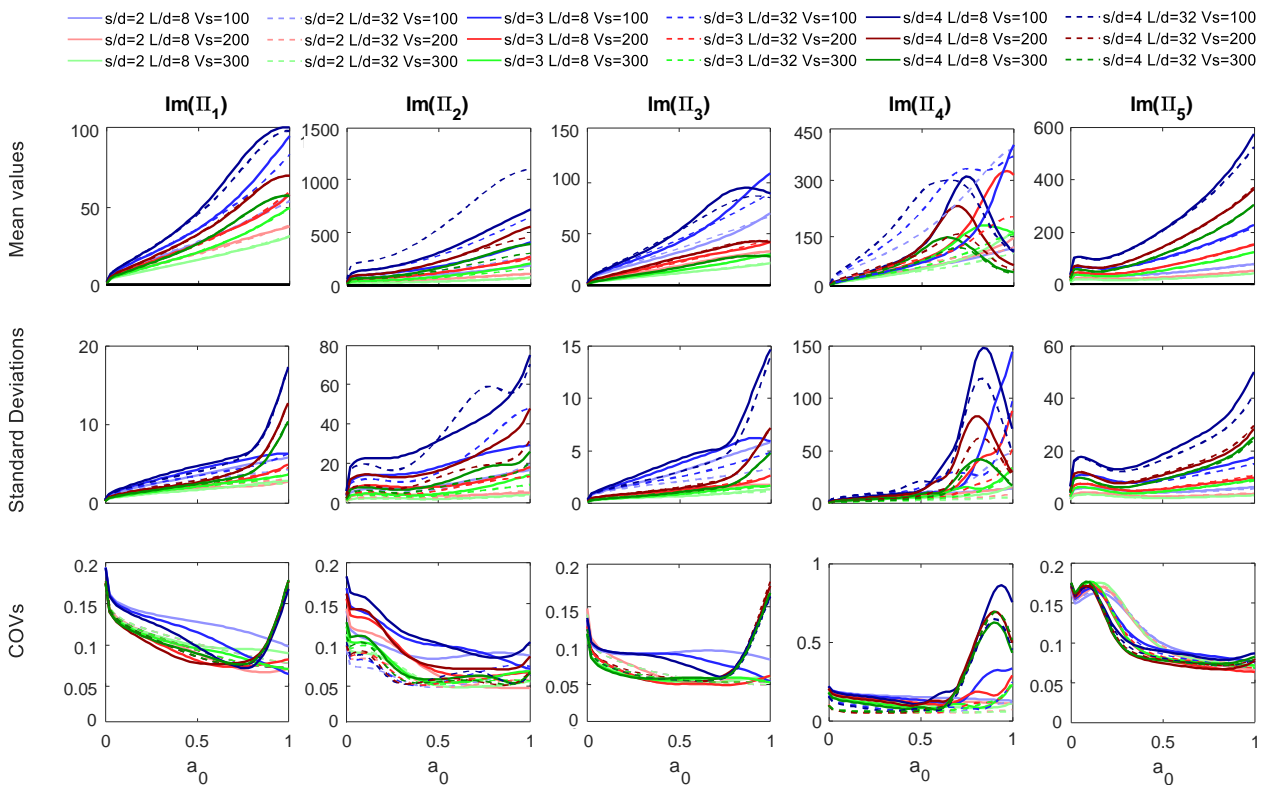 s/d=2 L/d=8 Vs=100 s/d=2 L/d=32 Vs=100 s/d=3 L/d=8 Vs=100 s/d=3 L/d=32 Vs=100 s/d=4 L/d=8 Vs=100 s/d=4 L/d=32 Vs=100
s/d=2 L/d=8 Vs=200 s/d=2 L/d=32 Vs=200 s/d=3 L/d=8 Vs=200 s/d=3 L/d=32 Vs=200 s/d=4 L/d=8 Vs=200 s/d=4 L/d=32 Vs=200
s/d=2 L/d=8 Vs=300 s/d=2 L/d=32 Vs=300 s/d=3 L/d=8 Vs=300 s/d=3 L/d=32 Vs=300 s/d=4 L/d=8 Vs=300 s/d=4 L/d=32 Vs=300
Im(Π₁) Im(Π₂) Im(Π₃) Im(Π₄) Im(Π₅)
Mean values
100 50 0
1500 1000 500 0
150 100 50 0
450 300 150 0
600 400 200 0
Standard Deviations
20 10 0
80 60 40 20 0
15 10 5 0
150 100 50 0
60 40 20 0
COVs
0.2 0.15 0.1 0.05 0
0.2 0.15 0.1 0.05 0
0.2 0.15 0.1 0.05 0
1 0.5 0
0.2 0.15 0.1 0.05 0
0 0.5 1 0 0.5 1 0 0.5 1 0 0.5 1 0 0.5 1
a₀ a₀ a₀ a₀ a₀